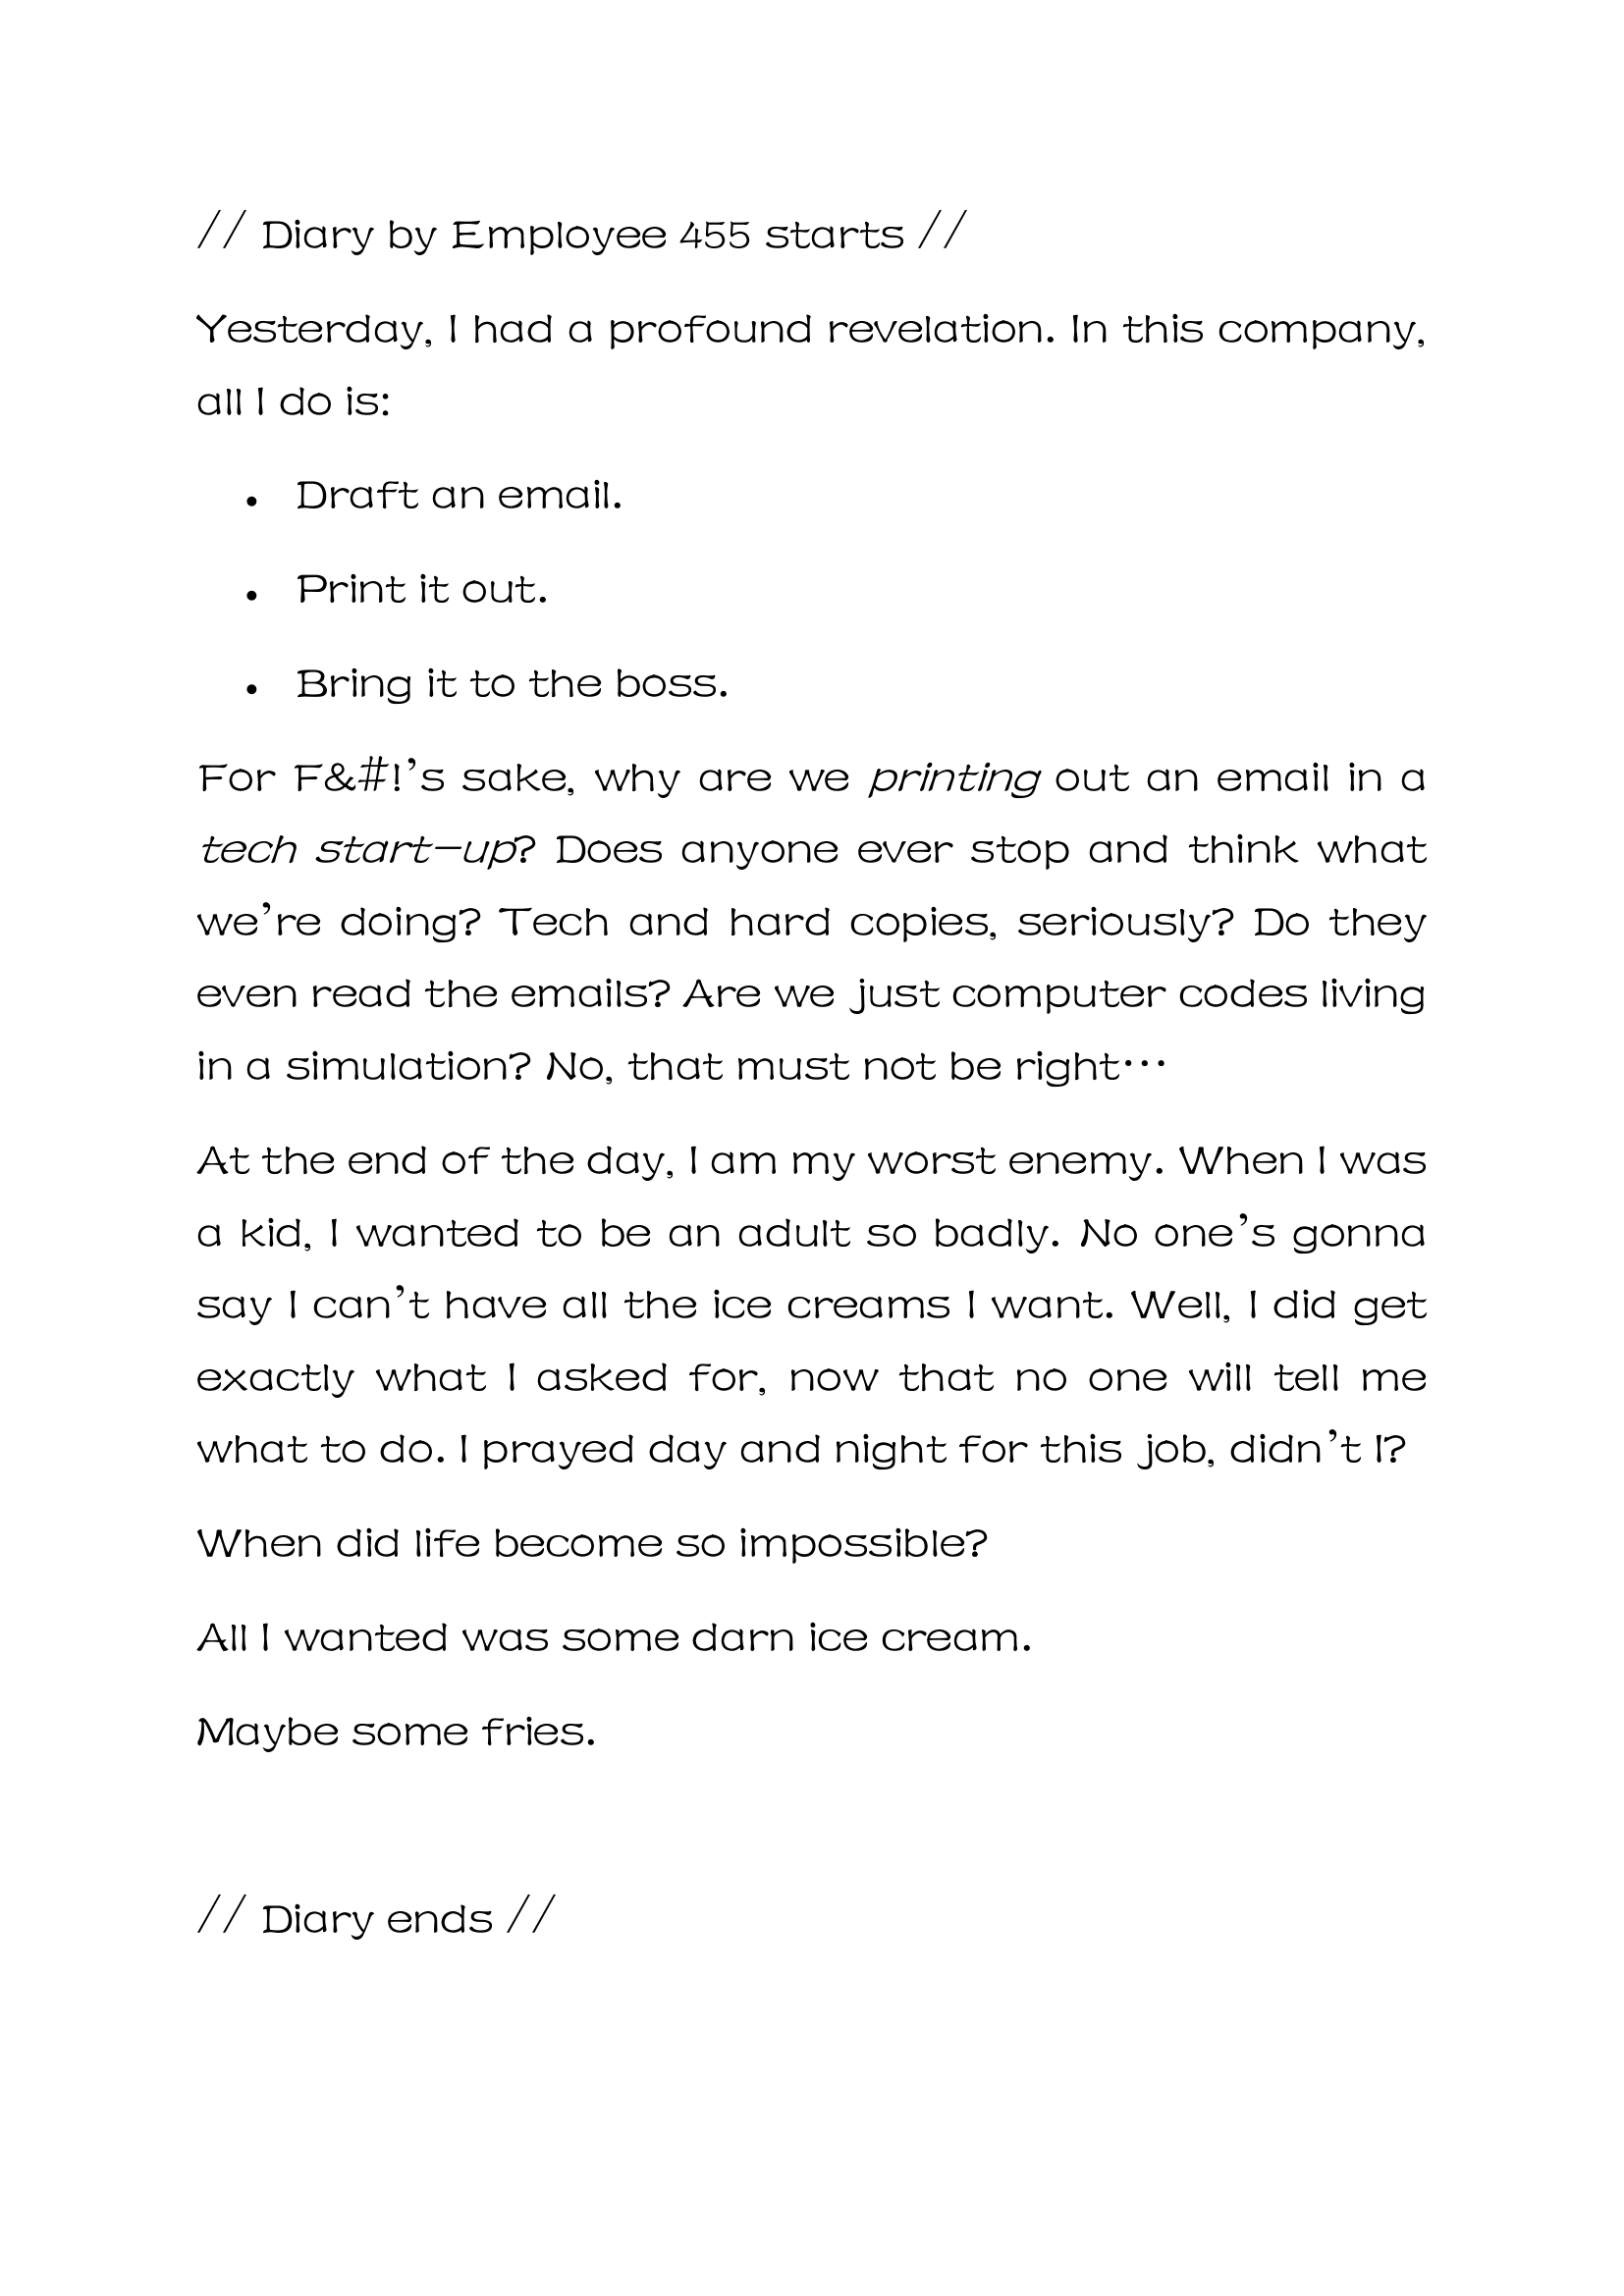 // Diary by Employee 455 starts //
Yesterday, I had a profound revelation. In this company,
all I do is:
• Draft an email.
• Print it out.
• Bring it to the boss.
For F&#!’s sake, why are we printing out an email in a
tech start-up? Does anyone ever stop and think what
we’re doing? Tech and hard copies, seriously? Do they
even read the emails? Are we just computer codes living
in a simulation? No, that must not be right…
At the end of the day, I am my worst enemy. When I was
a kid, I wanted to be an adult so badly. No one’s gonna
say I can’t have all the ice creams I want. Well, I did get
exactly what I asked for, now that no one will tell me
what to do. I prayed day and night for this job, didn’t I?
When did life become so impossible?
All I wanted was some darn ice cream.
Maybe some fries.
// Diary ends //